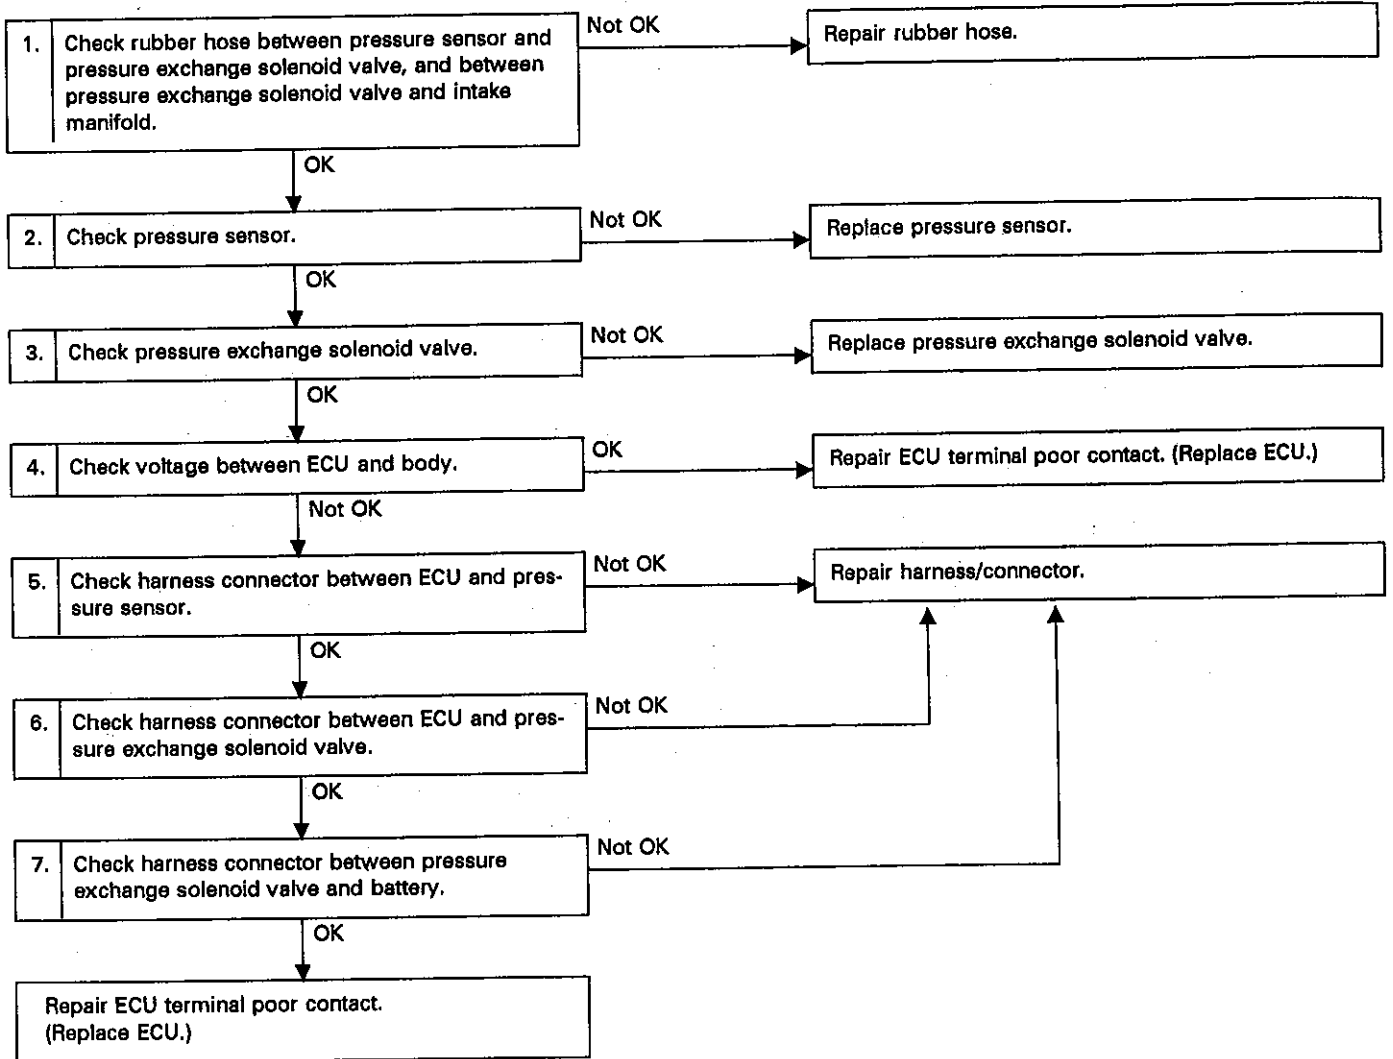 1.
Check rubber hose between pressure sensor and
pressure exchange solenoid valve, and between
pressure exchange solenoid valve and intake
manifold.
Not OK
Repair rubber hose.
OK
2.
Check pressure sensor.
Not OK
Replace pressure sensor.
OK
3.
Check pressure exchange solenoid valve.
Not OK
Replace pressure exchange solenoid valve.
OK
4.
Check voltage between ECU and body.
OK
Repair ECU terminal poor contact. (Replace ECU.)
Not OK
5.
Check harness connector between ECU and pres-
sure sensor.
Not OK
Repair harness/connector.
OK
6.
Check harness connector between ECU and pres-
sure exchange solenoid valve.
Not OK
OK
7.
Check harness connector between pressure
exchange solenoid valve and battery.
Not OK
OK
Repair ECU terminal poor contact.
(Replace ECU.)